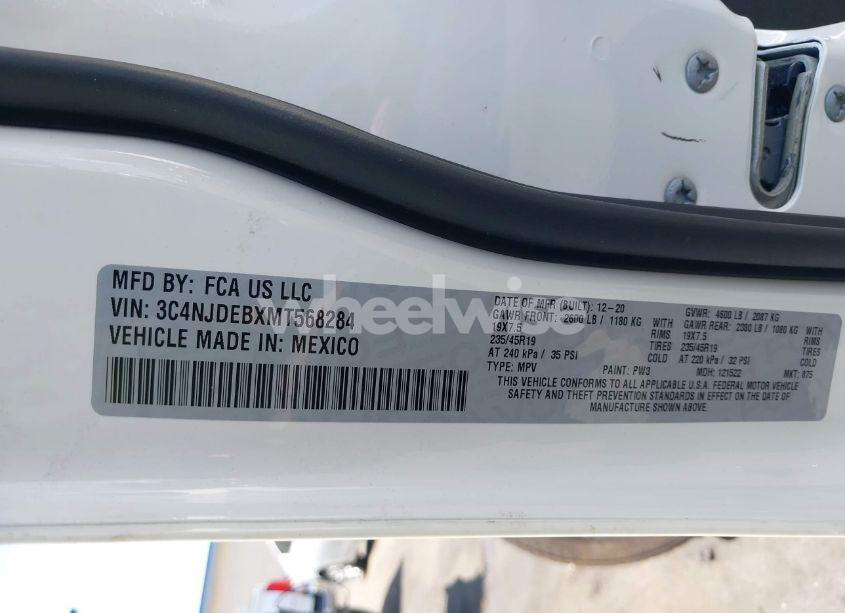 MFD BY: FCA US LLC
VIN: 3C4NJDEBXMT568284
VEHICLE MADE IN: MEXICO
DATE OF MFR (BUILT): 12-20
GVWR: 4600 LB / 2087 KG
GAWR FRONT: 2600 LB / 1180 KG WITH
19X7.5 RIMS
235/45R19 TIRES
AT 240 kPa / 35 PSI COLD
GAWR REAR: 2380 LB / 1080 KG WITH
19X7.5 RIMS
235/45R19 TIRES
AT 220 kPa / 32 PSI COLD
TYPE: MPV PAINT: PW3 MDH: 121522 MKT: 875
THIS VEHICLE CONFORMS TO ALL APPLICABLE U.S.A. FEDERAL MOTOR VEHICLE
SAFETY AND THEFT PREVENTION STANDARDS IN EFFECT ON THE DATE OF
MANUFACTURE SHOWN ABOVE.
wheelwise